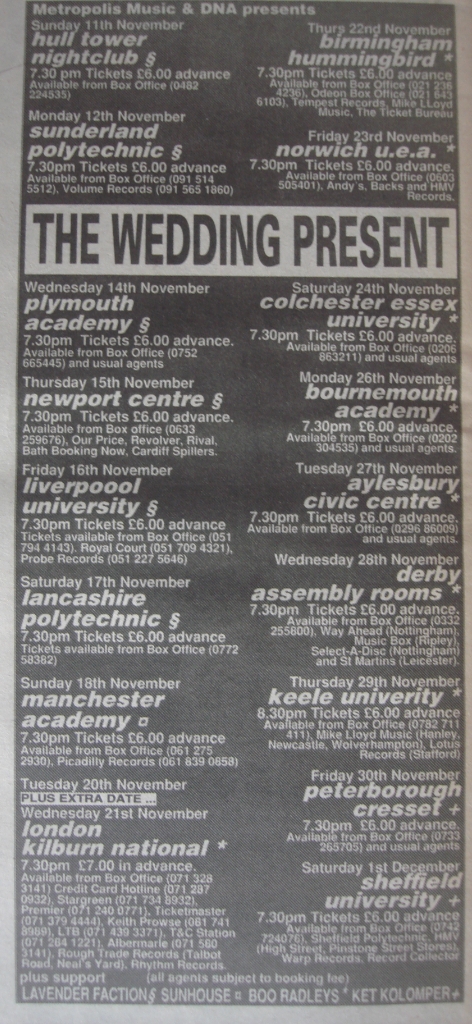 Metropolis Music & DNA presents
Sunday 11th November
hull tower
nightclub §
7.30 pm Tickets £6.00 advance
Available from Box Office (0482
224535)
Monday 12th November
sunderland
polytechnic §
7.30pm Tickets £6.00 advance
Available from Box Office (091 514
5512), Volume Records (091 565 1860)
Thurs 22nd November
birmingham
hummingbird *
7.30pm Tickets £6.00 advance
Available from Box Office (021 236
4236), Odeon Box Office (021 643
6103), Tempest Records, Mike LLoyd
Music, The Ticket Bureau
Friday 23rd November
norwich u.e.a. *
7.30pm Tickets £6.00 advance
Available from Box Office (0603
505401), Andy's, Backs and HMV
Records.
THE WEDDING PRESENT
Wednesday 14th November
plymouth
academy §
7.30pm Tickets £6.00 advance.
Available from Box Office (0752
665445) and usual agents
Thursday 15th November
newport centre §
7.30pm Tickets £6.00 advance.
Available from Box office (0633
259676), Our Price, Revolver, Rival,
Bath Booking Now, Cardiff Spillers.
Friday 16th November
liverpoool
university §
7.30pm Tickets £6.00 advance
Tickets available from Box Office (051
794 4143). Royal Court (051 709 4321),
Probe Records (051 227 5646)
Saturday 17th November
lancashire
polytechnic §
7.30pm Tickets £6.00 advance
Tickets available from Box Office (0772
58382)
Sunday 18th November
manchester
academy ¤
7.30pm Tickets £6.00 advance
Available from Box Office (061 275
2930), Picadilly Records (061 839 0858)
Tuesday 20th November
PLUS EXTRA DATE ...
Wednesday 21st November
london
kilburn national *
7.30pm £7.00 in advance.
Available from Box Office (071 328
3141) Credit Card Hotline (071 287
0932), Stargreen (071 734 8932),
Premier (071 240 0771), Ticketmaster
(071 379 4444), Keith Prowse (081 741
8989), LTB (071 439 3371), T&C Station
(071 284 1221), Albermarle (071 580
3141), Rough Trade Records (Talbot
Road, Neal's Yard), Rhythm Records.
Saturday 24th November
colchester essex
university *
7.30pm Tickets £6.00 advance.
Available from Box Office (0206
863211) and usual agents
Monday 26th November
bournemouth
academy *
7.30pm £6.00 advance.
Available from Box Office (0202
304535) and usual agents.
Tuesday 27th November
aylesbury
civic centre *
7.30pm Tickets £6.00 advance.
Available from Box Office (0296 86009)
and usual agents.
Wednesday 28th November
derby
assembly rooms *
7.30pm Tickets £6.00 advance.
Available from Box Office (0332
255800), Way Ahead (Nottingham),
Music Box (Ripley),
Select-A-Disc (Nottingham)
and St Martins (Leicester).
Thursday 29th November
keele univerity *
8.30pm Tickets £6.00 advance
Available from Box Office (0782 711
411), Mike Lloyd Music (Hanley,
Newcastle, Wolverhampton), Lotus
Records (Stafford)
Friday 30th November
peterborough
cresset +
7.30pm £6.00 advance.
Available from Box Office (0733
265705) and usual agents
Saturday 1st December
sheffield
university +
7.30pm Tickets £6.00 advance.
Available from Box Office (0742
724076), Sheffield Polytechnic, HMV
(High Street, Pinstone Street Stores),
Warp Records, Record Collector
plus support (all agents subject to booking fee)
LAVENDER FACTION § SUNHOUSE ¤ BOO RADLEYS * KET KOLOMPER +